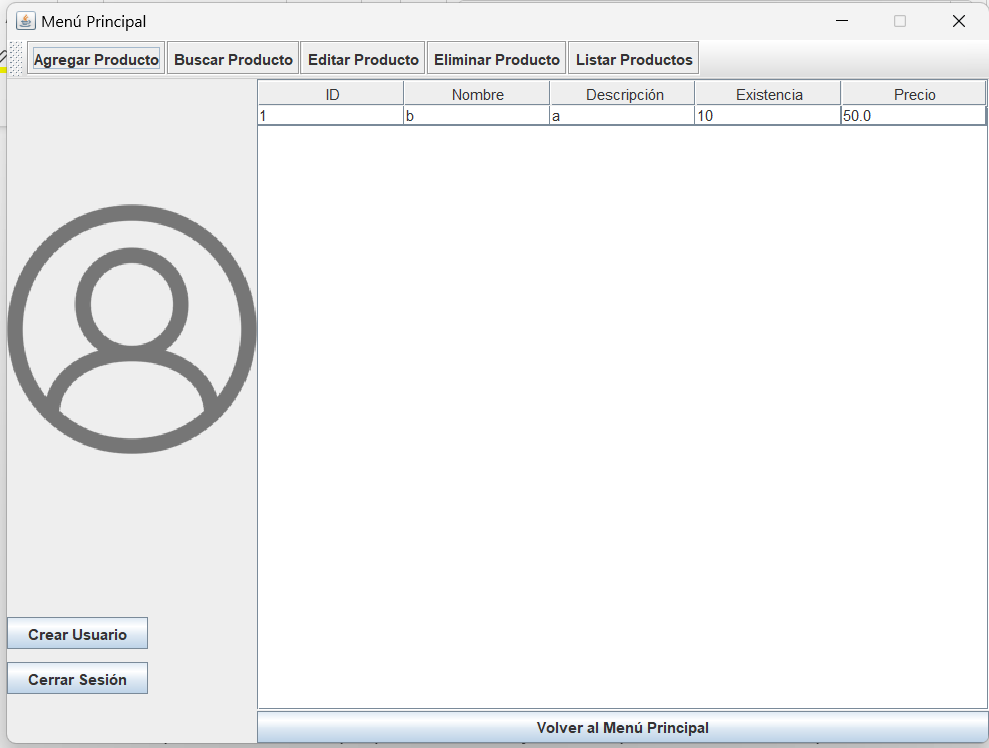 Menú Principal
Agregar Producto Buscar Producto Editar Producto Eliminar Producto Listar Productos
ID Nombre Descripción Existencia Precio
1 b a 10 50.0
Crear Usuario
Cerrar Sesión
Volver al Menú Principal